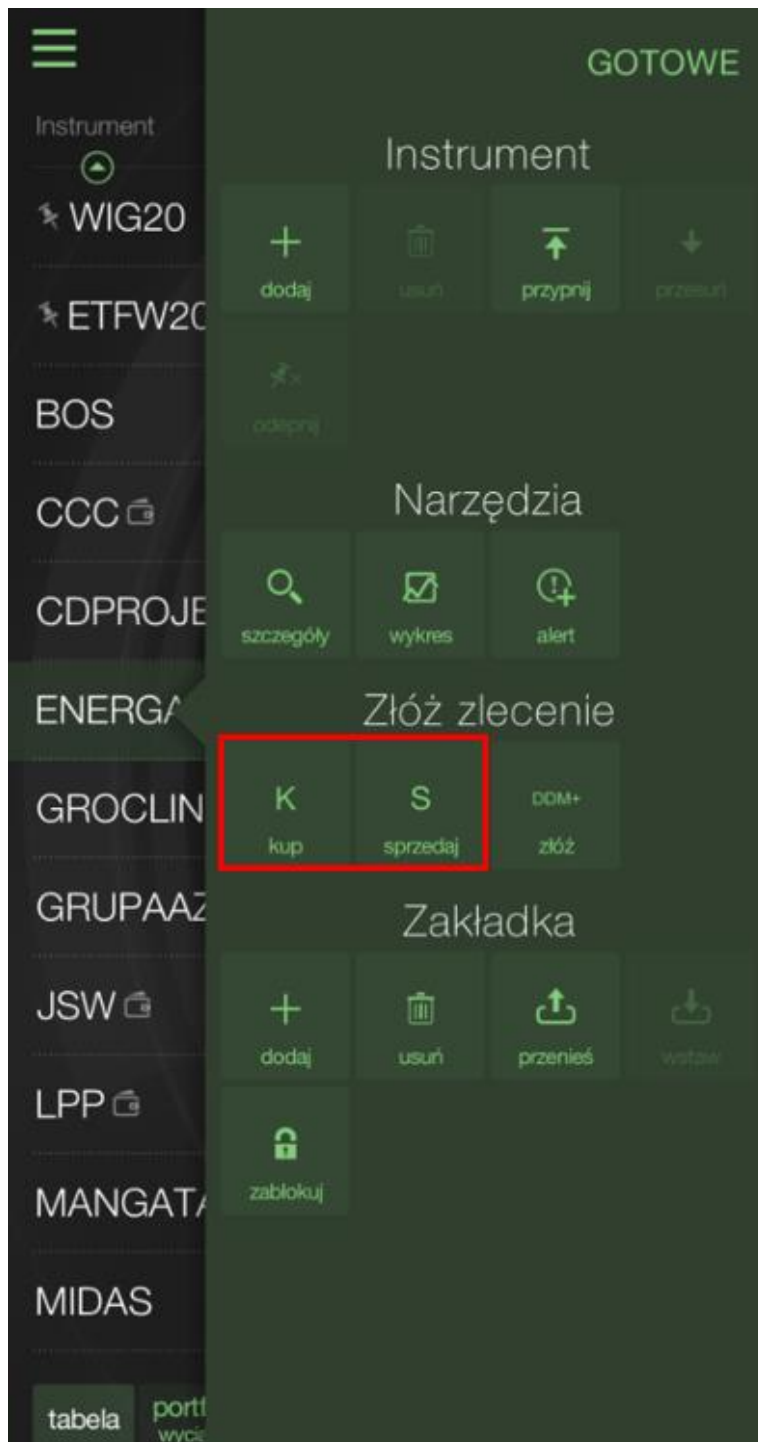 GOTOWE
Instrument
WIG20
ETFW20
BOS
CCC
CDPROJE
ENERGA
GROCLIN
GRUPAAZ
JSW
LPP
MANGATA
MIDAS
tabela
Instrument
dodaj
usuń
przypnij
przesuń
odepnij
Narzędzia
szczegóły
wykres
alert
Złóż zlecenie
K
kup
S
sprzedaj
DDM+
złóż
Zakładka
dodaj
usuń
przenieś
wstaw
zablokuj